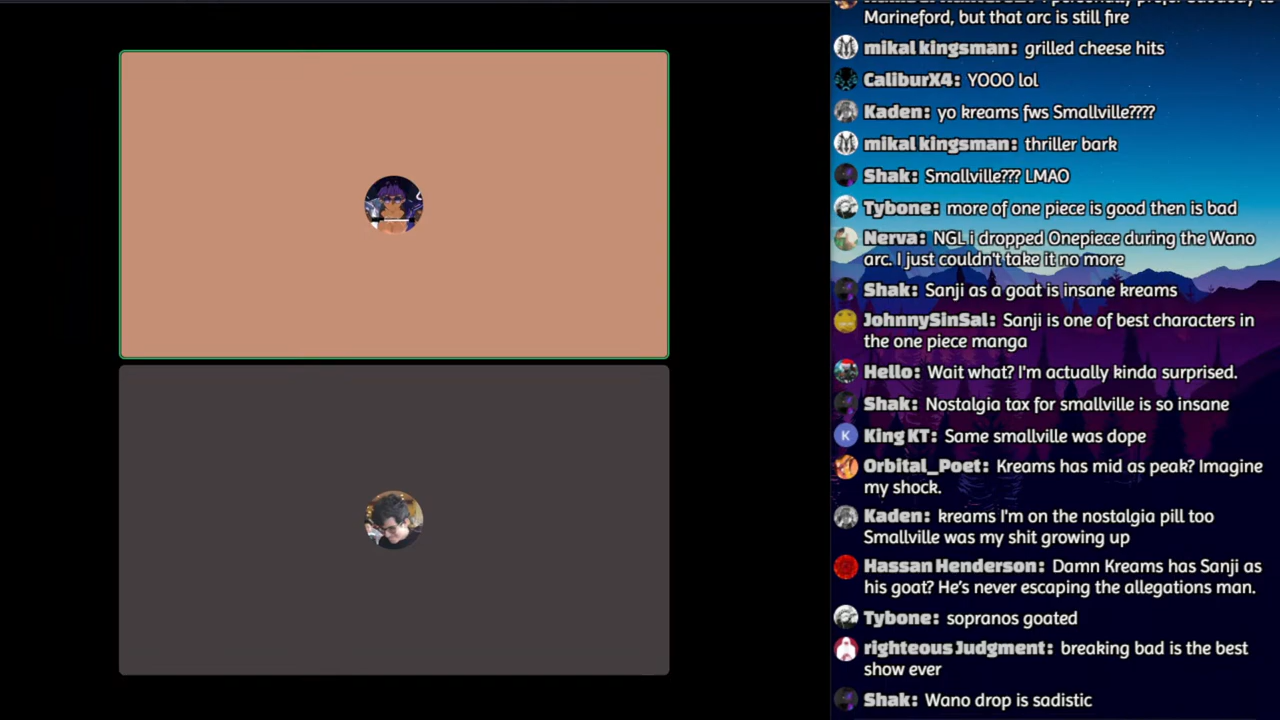 Marineford, but that arc is still fire
mikal kingsman: grilled cheese hits
CaliburX4: YOOO lol
Kaden: yo kreams fws Smallville????
mikal kingsman: thriller bark
Shak: Smallville??? LMAO
Tybone: more of one piece is good then is bad
Nerva: NGL i dropped Onepiece during the Wano
arc. I just couldn't take it no more
Shak: Sanji as a goat is insane kreams
JohnnySinSal: Sanji is one of best characters in
the one piece manga
Hello: Wait what? I'm actually kinda surprised.
Shak: Nostalgia tax for smallville is so insane
K
King KT: Same smallville was dope
Orbital_Poet: Kreams has mid as peak? Imagine
my shock.
Kaden: kreams I'm on the nostalgia pill too
Smallville was my shit growing up
Hassan Henderson: Damn Kreams has Sanji as
his goat? He's never escaping the allegations man.
Tybone: sopranos goated
righteous Judgment: breaking bad is the best
show ever
Shak: Wano drop is sadistic